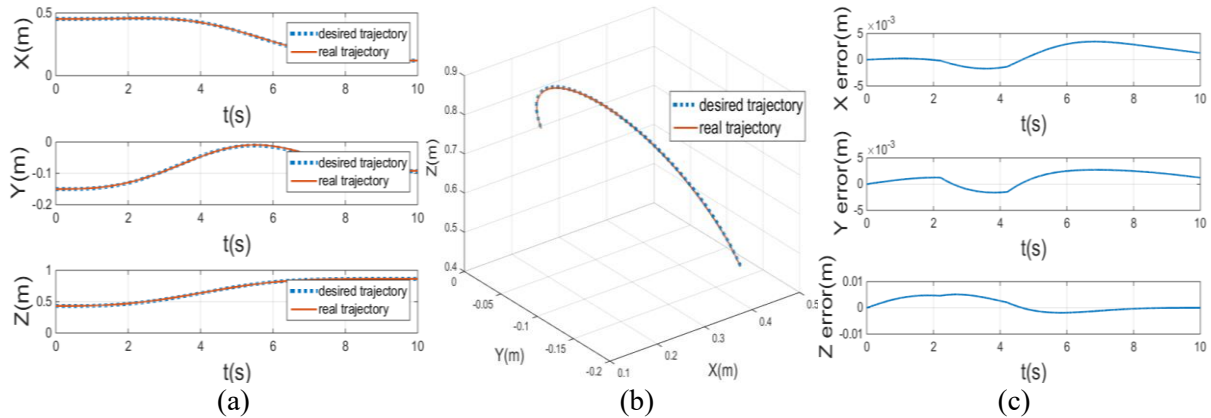 0.5
X(m)
desired trajectory
real trajectory
0
0 2 4 6 8 10
t(s)
0
Y(m)
-0.1
desired trajectory
real trajectory
-0.2
0 2 4 6 8 10
t(s)
1
Z(m)
0.5
desired trajectory
real trajectory
0
0 2 4 6 8 10
t(s)
(a)
0.9
0.8
0.7
0.6
0.5
0.4
Z(m)
desired trajectory
real trajectory
0
-0.05
-0.1
-0.15
-0.2
Y(m)
0.1
0.2
0.3
0.4
0.5
X(m)
(b)
×10⁻³
5
0
-5
X error(m)
0 2 4 6 8 10
t(s)
×10⁻³
5
0
-5
Y error(m)
0 2 4 6 8 10
t(s)
0.01
0
-0.01
Z error(m)
0 2 4 6 8 10
t(s)
(c)